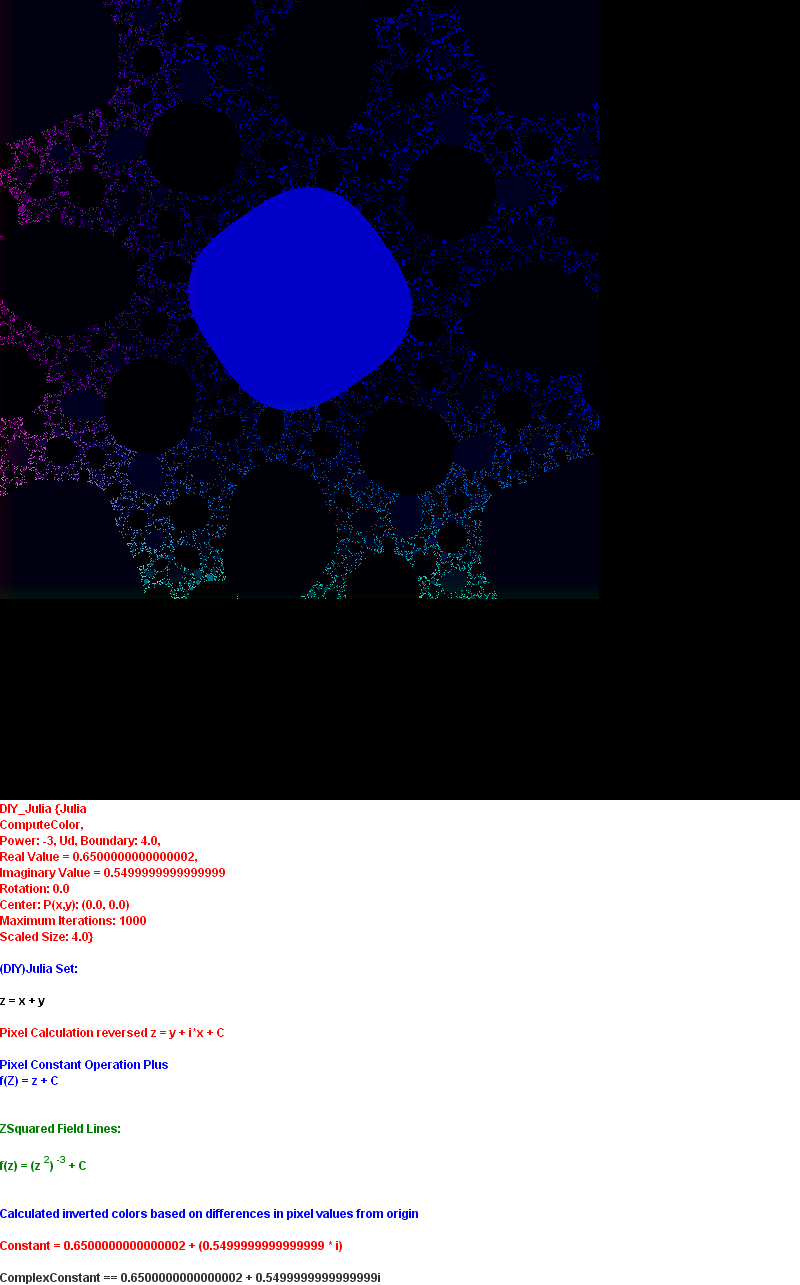 DIY_Julia {Julia
ComputeColor,
Power: -3, Ud, Boundary: 4.0,
Real Value = 0.6500000000000002,
Imaginary Value = 0.5499999999999999
Rotation: 0.0
Center: P(x,y): (0.0, 0.0)
Maximum Iterations: 1000
Scaled Size: 4.0}
(DIY)Julia Set:
z = x + y
Pixel Calculation reversed z = y + i*x + C
Pixel Constant Operation Plus
f(Z) = z + C
ZSquared Field Lines:
f(z) = (z ²) ⁻³ + C
Calculated inverted colors based on differences in pixel values from origin
Constant = 0.6500000000000002 + (0.5499999999999999 * i)
ComplexConstant == 0.6500000000000002 + 0.5499999999999999i